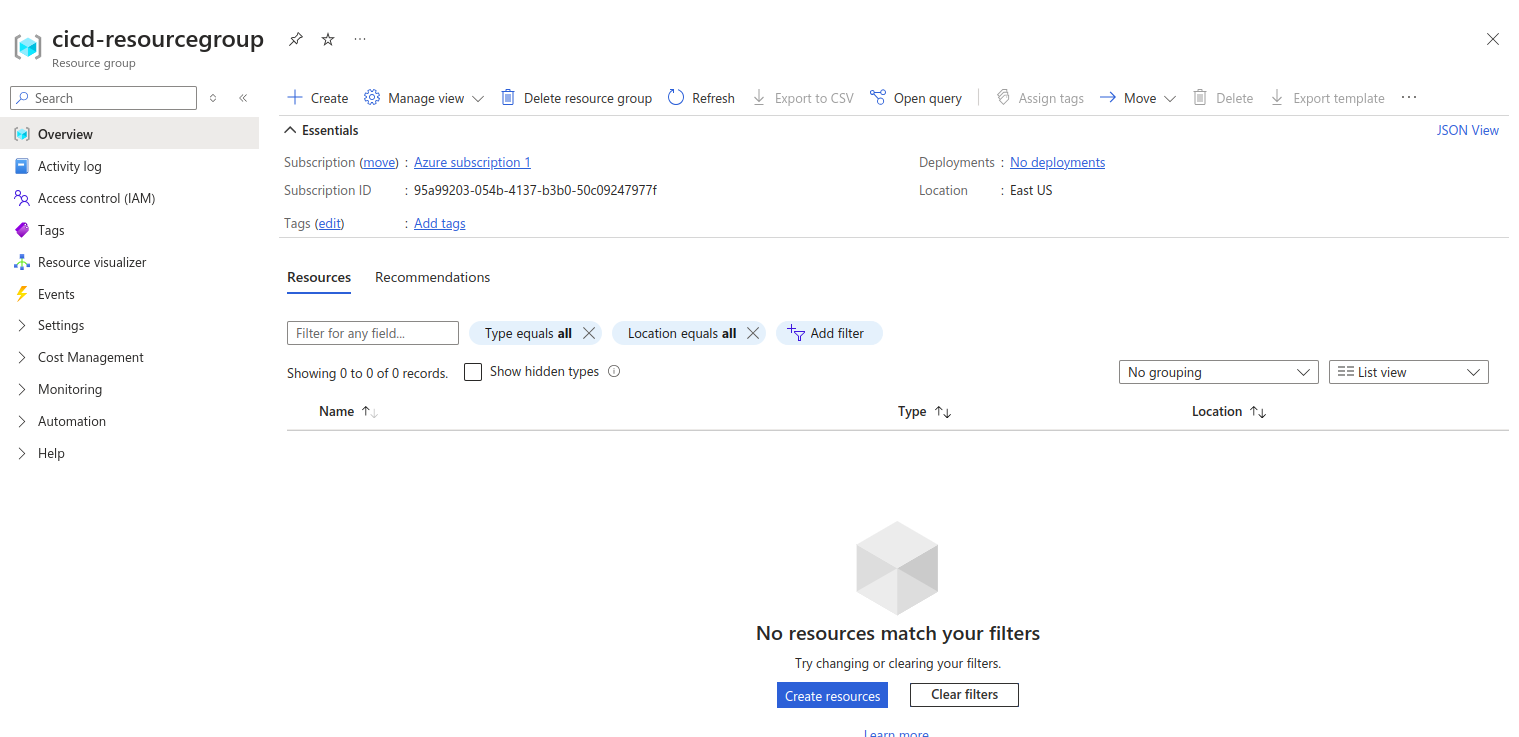 cicd-resourcegroup
Resource group
Search
Overview
Activity log
Access control (IAM)
Tags
Resource visualizer
Events
Settings
Cost Management
Monitoring
Automation
Help
Create Manage view Delete resource group Refresh Export to CSV Open query Assign tags Move Delete Export template
Essentials JSON View
Subscription (move) : Azure subscription 1 Deployments : No deployments
Subscription ID : 95a99203-054b-4137-b3b0-50c09247977f Location : East US
Tags (edit) : Add tags
Resources Recommendations
Filter for any field... Type equals all Location equals all Add filter
Showing 0 to 0 of 0 records. Show hidden types No grouping List view
Name Type Location
No resources match your filters
Try changing or clearing your filters.
Create resources Clear filters
Learn more